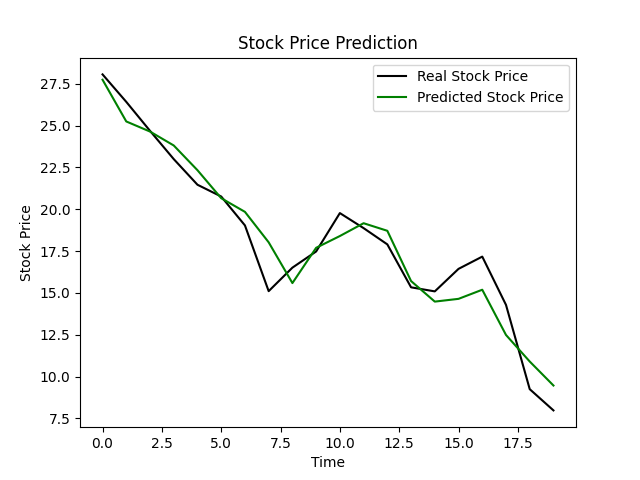 Stock Price Prediction
Real Stock Price
Predicted Stock Price
Stock Price
27.5
25.0
22.5
20.0
17.5
15.0
12.5
10.0
7.5
0.0 2.5 5.0 7.5 10.0 12.5 15.0 17.5
Time